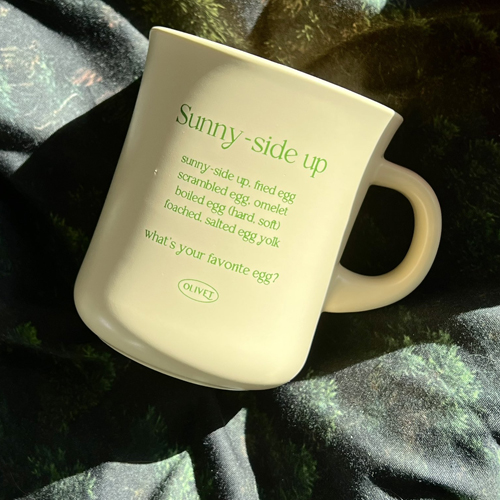 Sunny-side up
sunny-side up, fried egg
scrambled egg, omelet
boiled egg (hard, soft)
foached, salted egg yolk
what's your favorite egg?
OLIVET